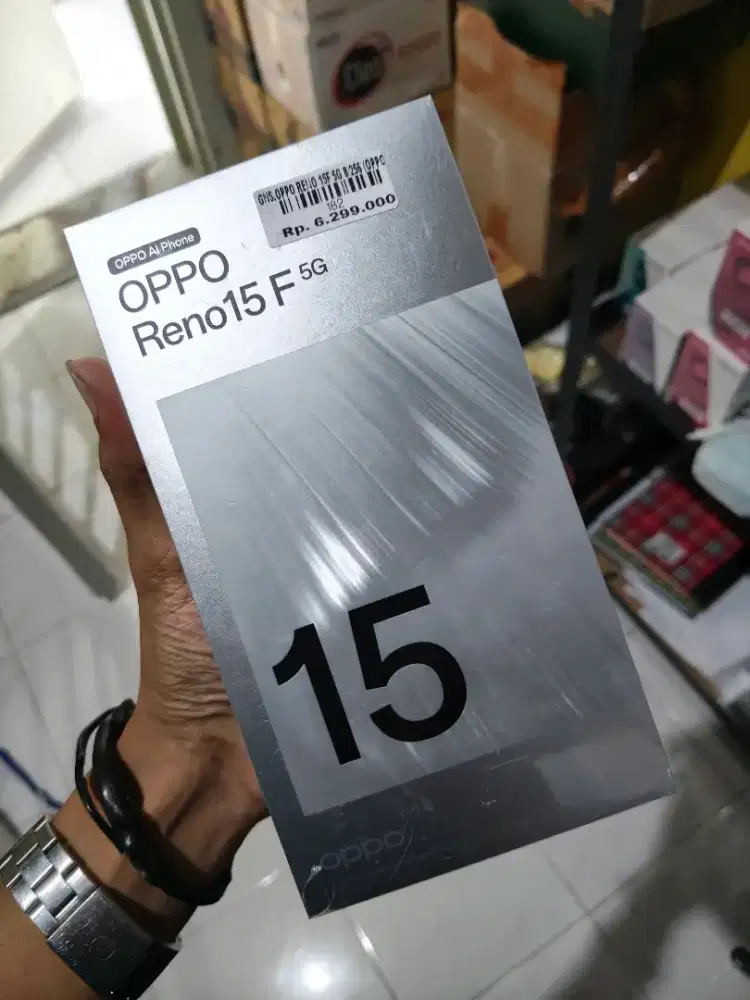 GNS,OPPO RENO 15F 5G 8 256 (OPPO
182
Rp. 6.299.000
OPPO AI Phone
OPPO
Reno15 F 5G
15
oppo